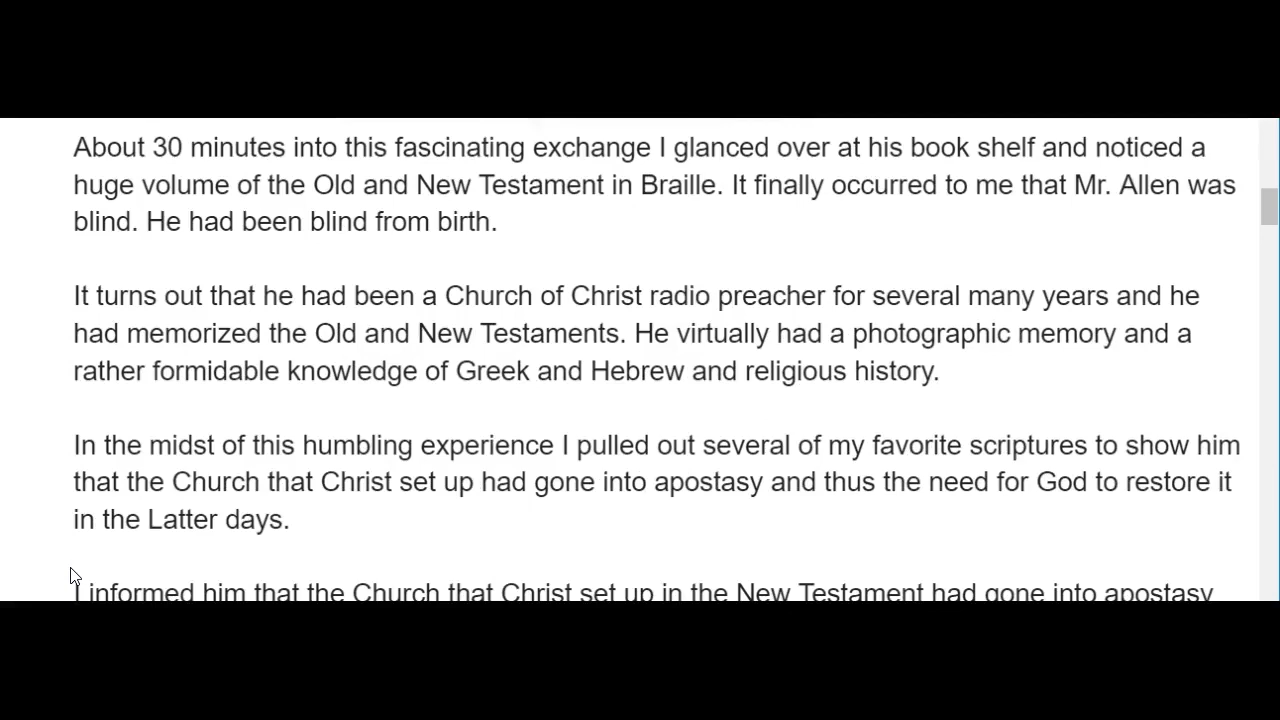 About 30 minutes into this fascinating exchange I glanced over at his book shelf and noticed a
huge volume of the Old and New Testament in Braille. It finally occurred to me that Mr. Allen was
blind. He had been blind from birth.
It turns out that he had been a Church of Christ radio preacher for several many years and he
had memorized the Old and New Testaments. He virtually had a photographic memory and a
rather formidable knowledge of Greek and Hebrew and religious history.
In the midst of this humbling experience I pulled out several of my favorite scriptures to show him
that the Church that Christ set up had gone into apostasy and thus the need for God to restore it
in the Latter days.
I informed him that the Church that Christ set up in the New Testament had gone into apostasy